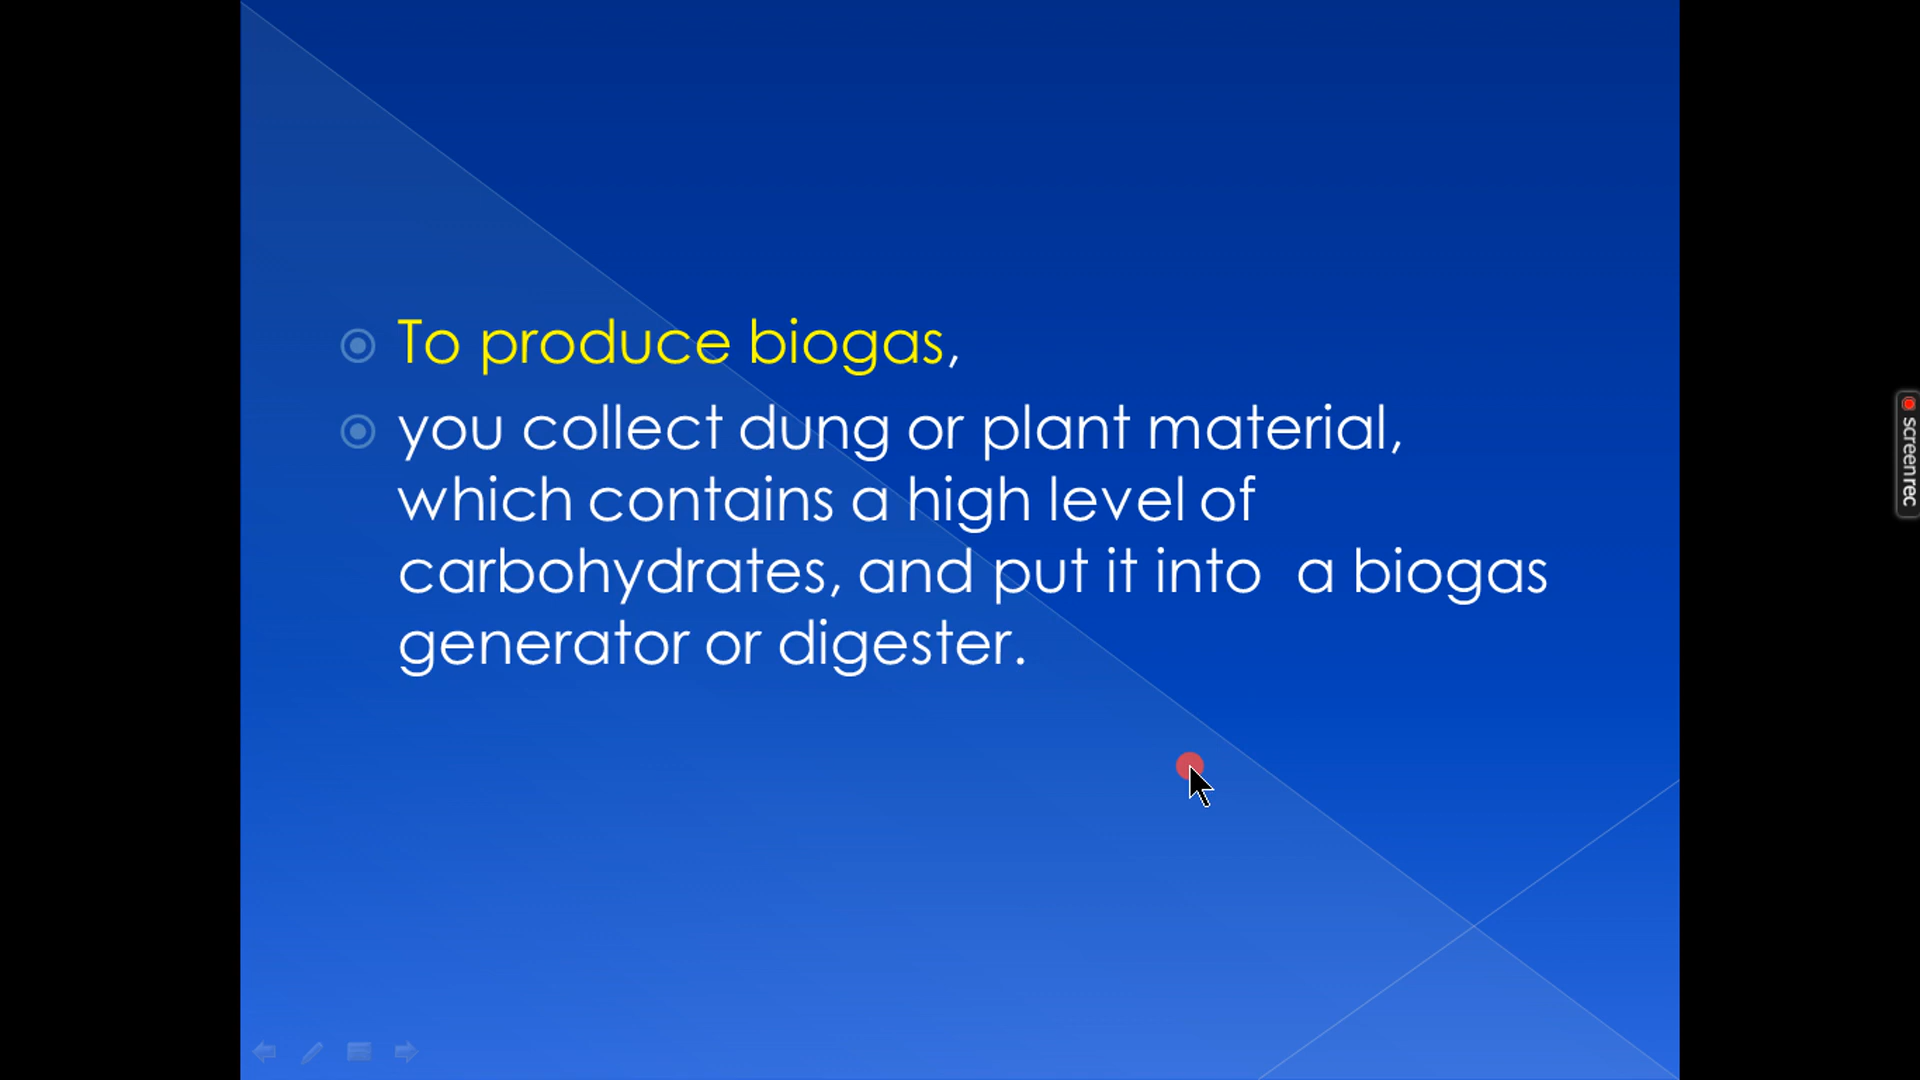 To produce biogas,
you collect dung or plant material,
which contains a high level of
carbohydrates, and put it into  a biogas
generator or digester.
screenrec